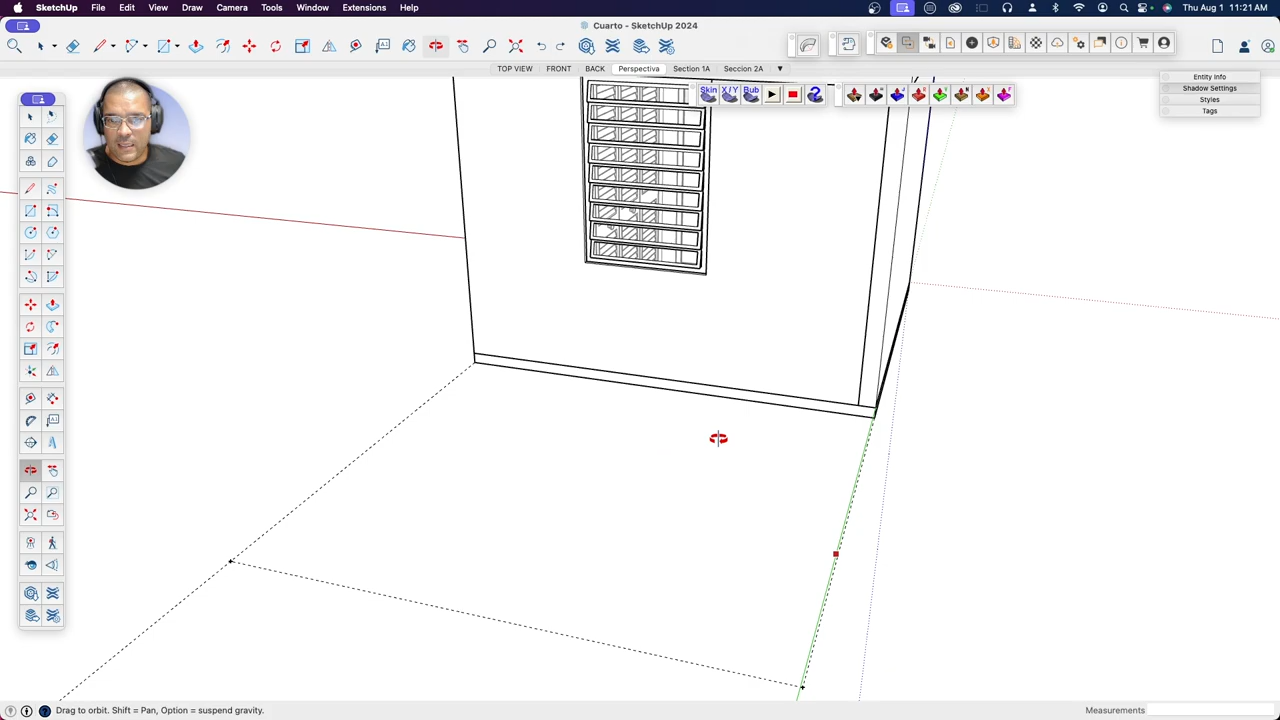 SketchUp File Edit View Draw Camera Tools Window Extensions Help Thu Aug 1 11:21 AM
Cuarto - SketchUp 2024
TOP VIEW FRONT BACK Perspectiva Section 1A Seccion 2A
Skin X/Y Bub
Entity Info
Shadow Settings
Styles
Tags
Drag to orbit. Shift = Pan, Option = suspend gravity.
Measurements